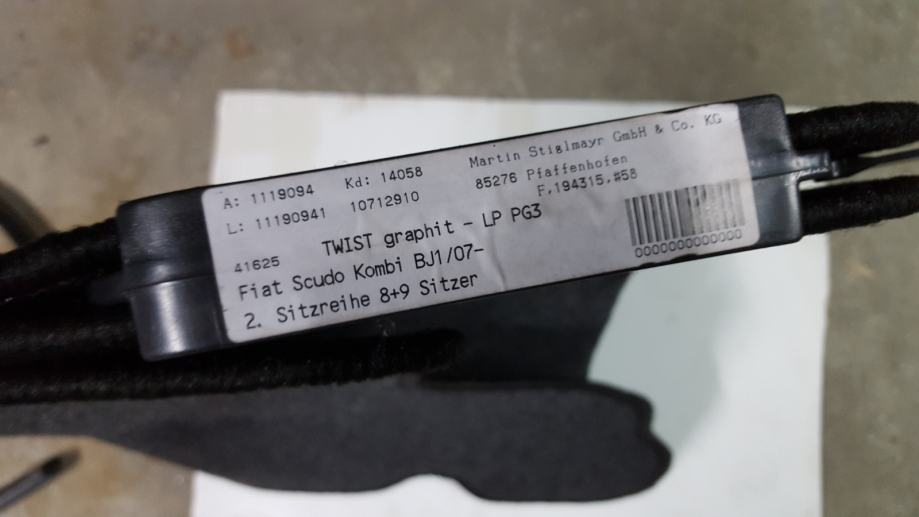 A: 1119094 Kd: 14058 Martin Stiglmayr GmbH & Co. KG
L: 11190941 10712910 85276 Pfaffenhofen
F,194315,#58
41625 TWIST graphit - LP PG3
Fiat Scudo Kombi BJ1/07-
2. Sitzreihe 8+9 Sitzer
0000000000000